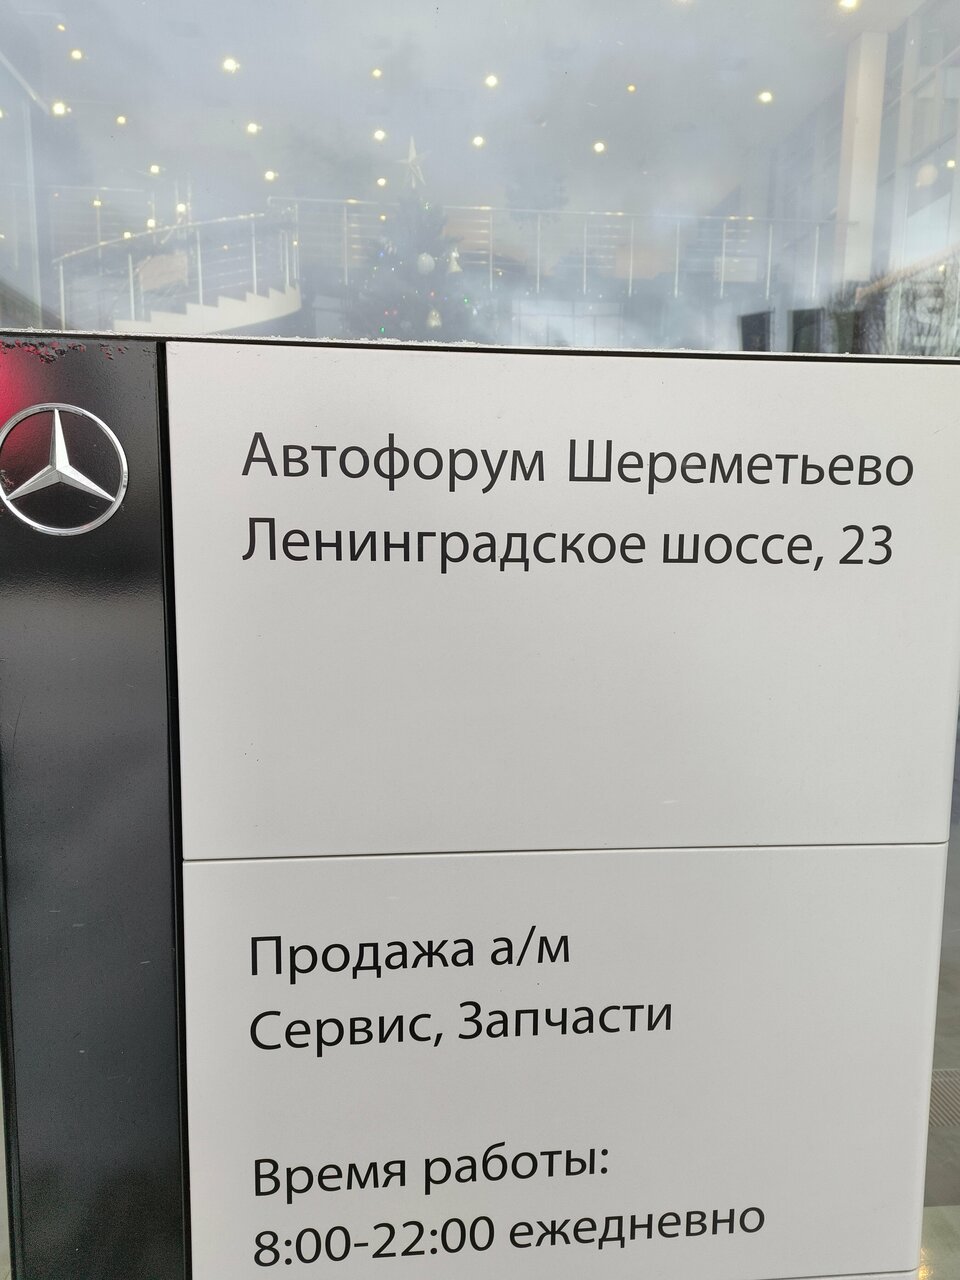 Автофорум Шереметьево
Ленинградское шоссе, 23
Продажа а/м
Сервис, Запчасти
Время работы:
8:00-22:00 ежедневно